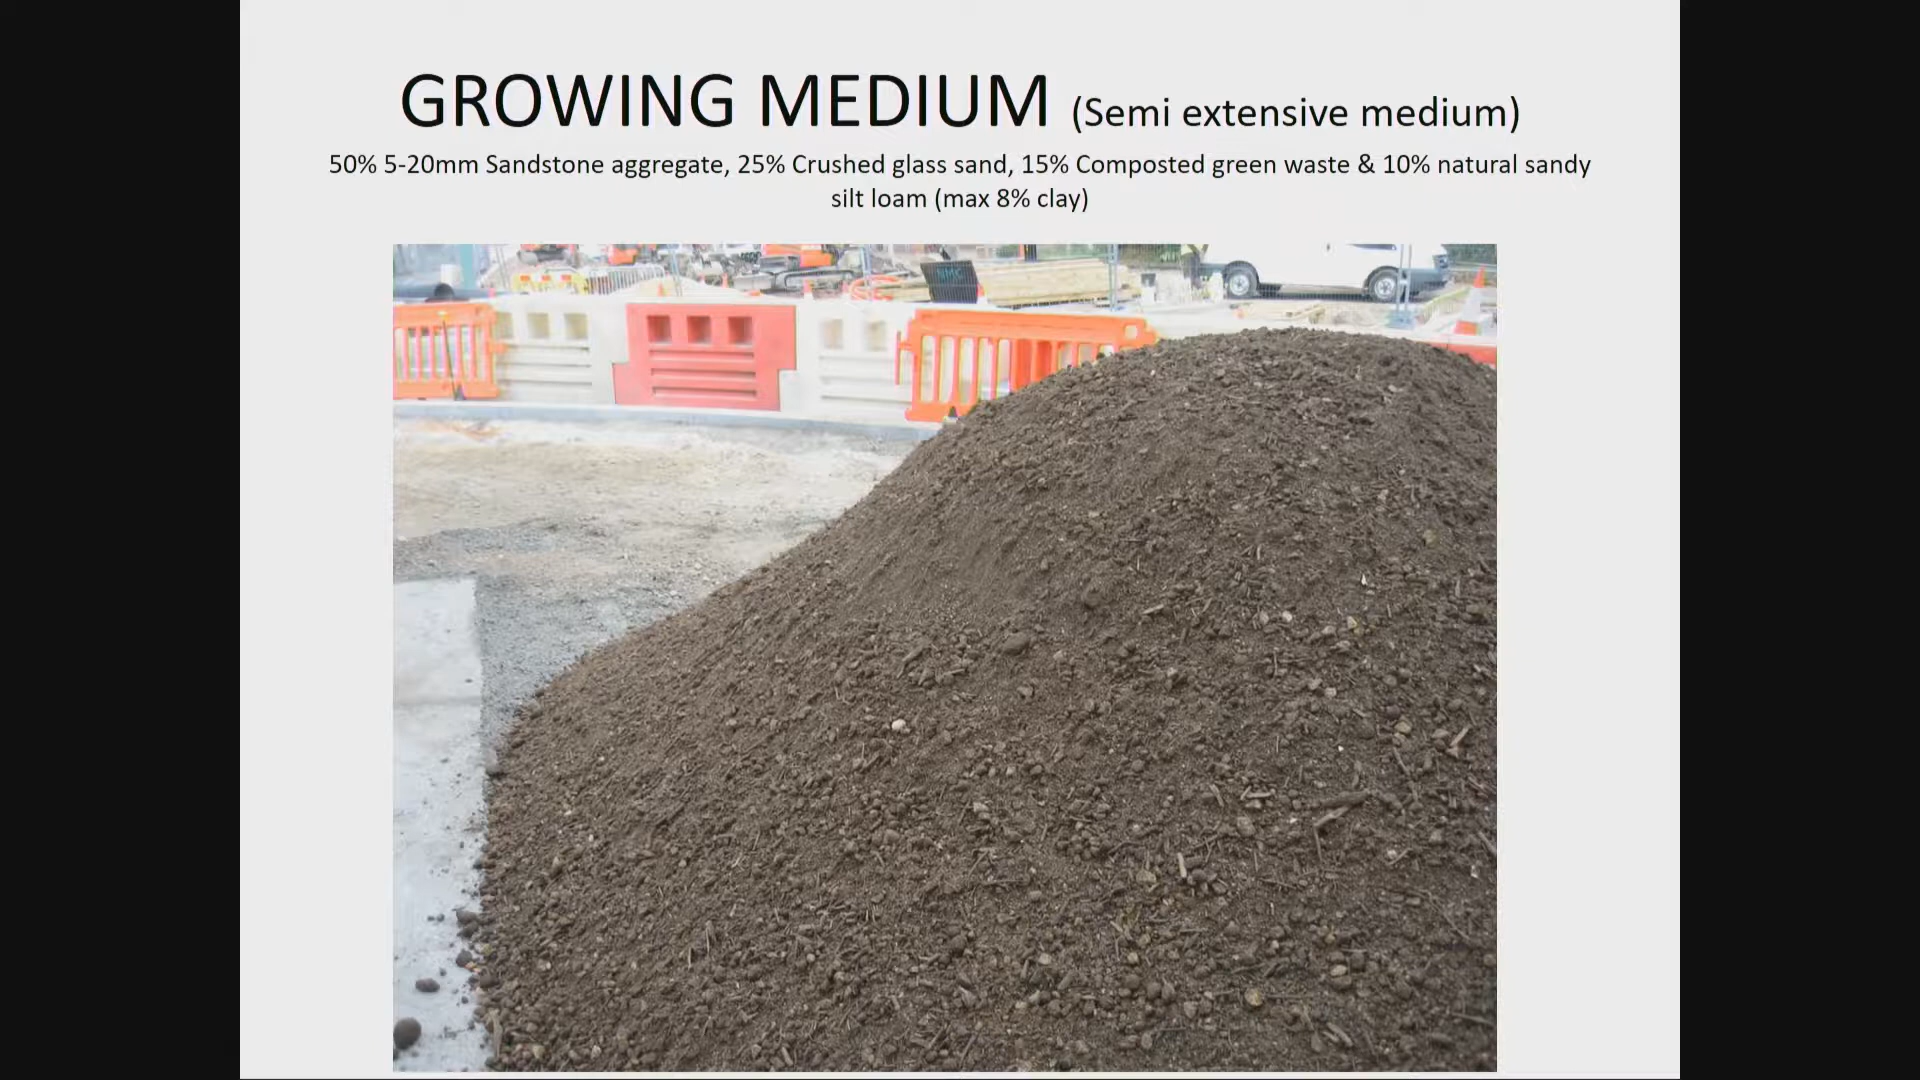 GROWING MEDIUM (Semi extensive medium)
50% 5-20mm Sandstone aggregate, 25% Crushed glass sand, 15% Composted green waste & 10% natural sandy
silt loam (max 8% clay)